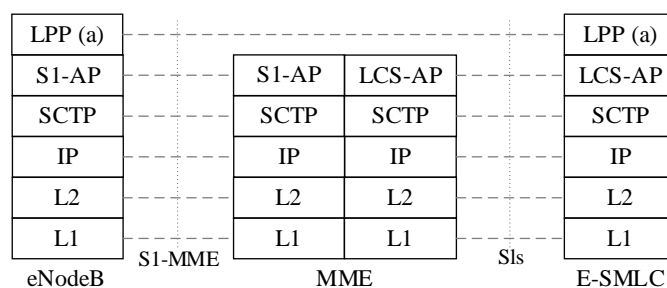 LPP (a) LPP (a)
S1-AP S1-AP LCS-AP LCS-AP
SCTP SCTP SCTP SCTP
IP IP IP IP
L2 L2 L2 L2
L1 L1 L1 L1
S1-MME Sls
eNodeB MME E-SMLC